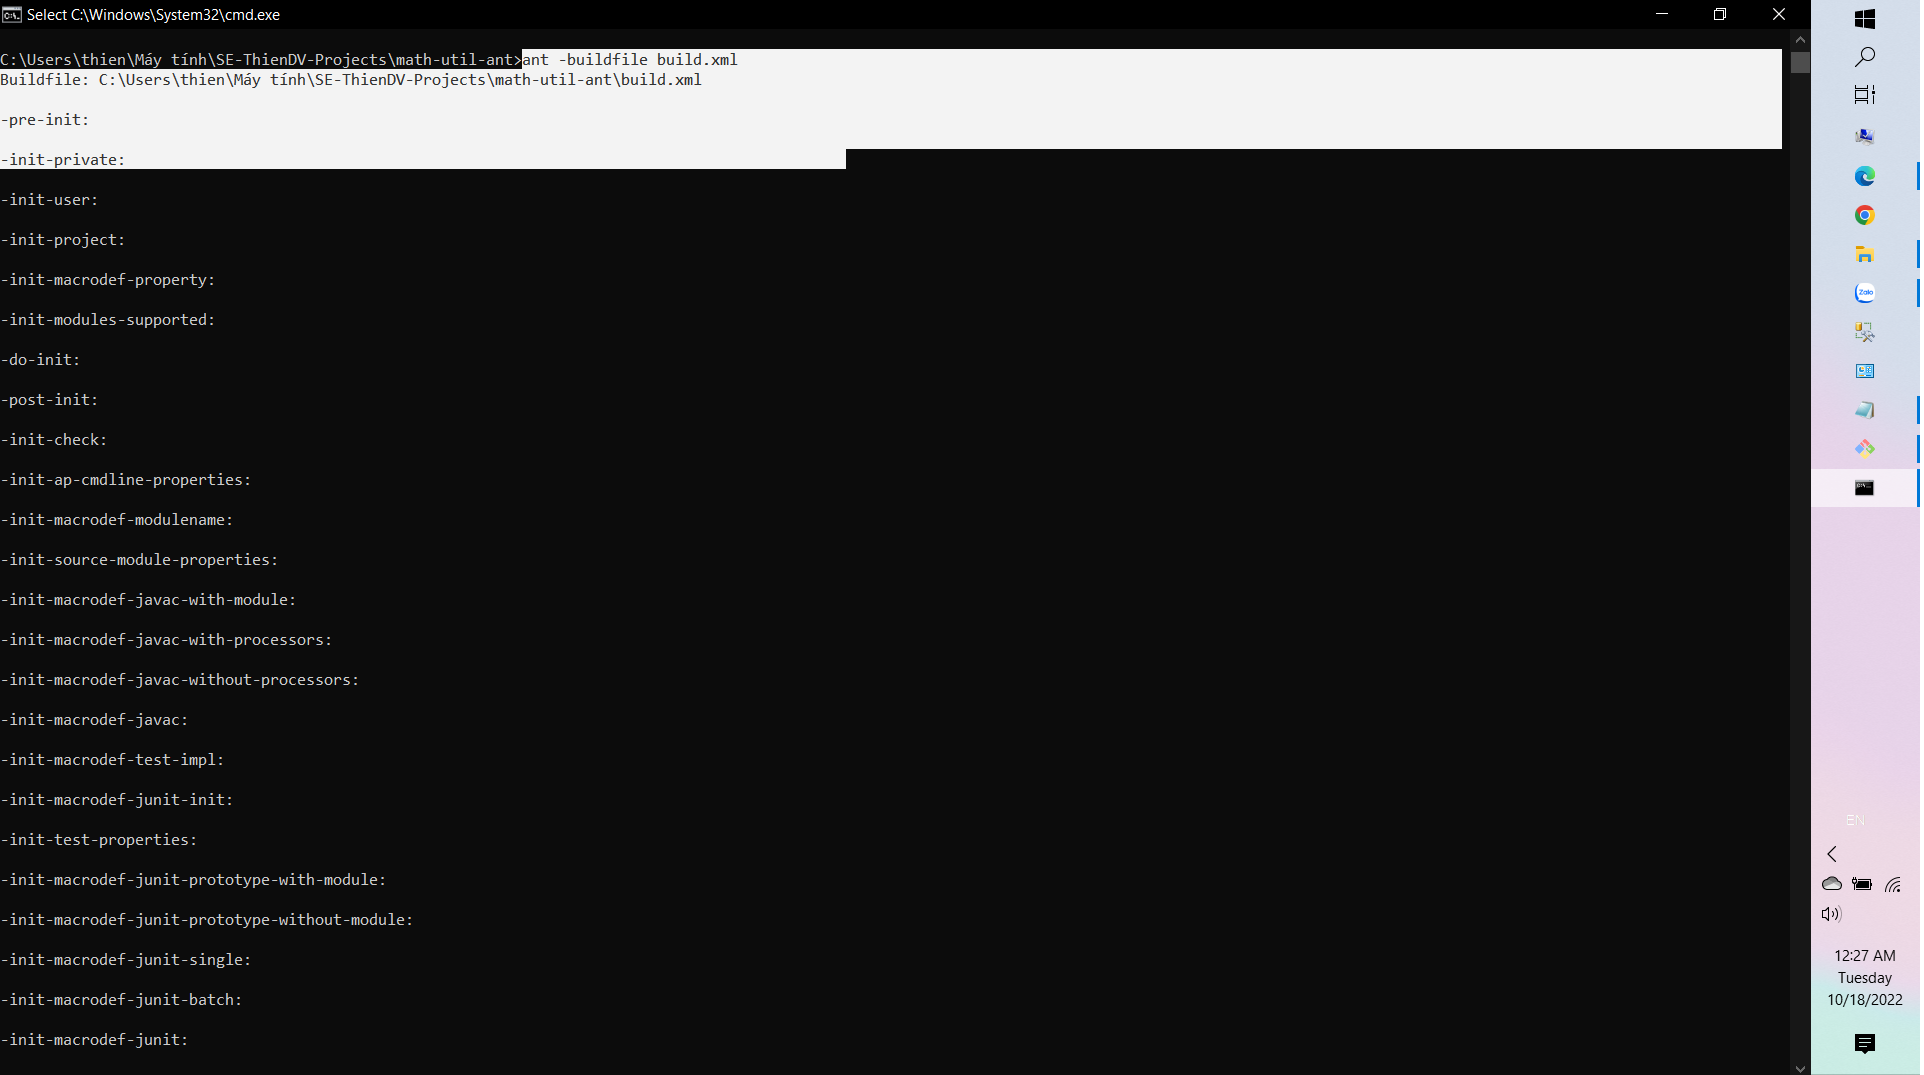 Select C:\Windows\System32\cmd.exe
C:\Users\thien\Máy tính\SE-ThienDV-Projects\math-util-ant>ant -buildfile build.xml
Buildfile: C:\Users\thien\Máy tính\SE-ThienDV-Projects\math-util-ant\build.xml
-pre-init:
-init-private:
-init-user:
-init-project:
-init-macrodef-property:
-init-modules-supported:
-do-init:
-post-init:
-init-check:
-init-ap-cmdline-properties:
-init-macrodef-modulename:
-init-source-module-properties:
-init-macrodef-javac-with-module:
-init-macrodef-javac-with-processors:
-init-macrodef-javac-without-processors:
-init-macrodef-javac:
-init-macrodef-test-impl:
-init-macrodef-junit-init:
-init-test-properties:
-init-macrodef-junit-prototype-with-module:
-init-macrodef-junit-prototype-without-module:
-init-macrodef-junit-single:
-init-macrodef-junit-batch:
-init-macrodef-junit:
Zalo
EN
12:27 AM
Tuesday
10/18/2022